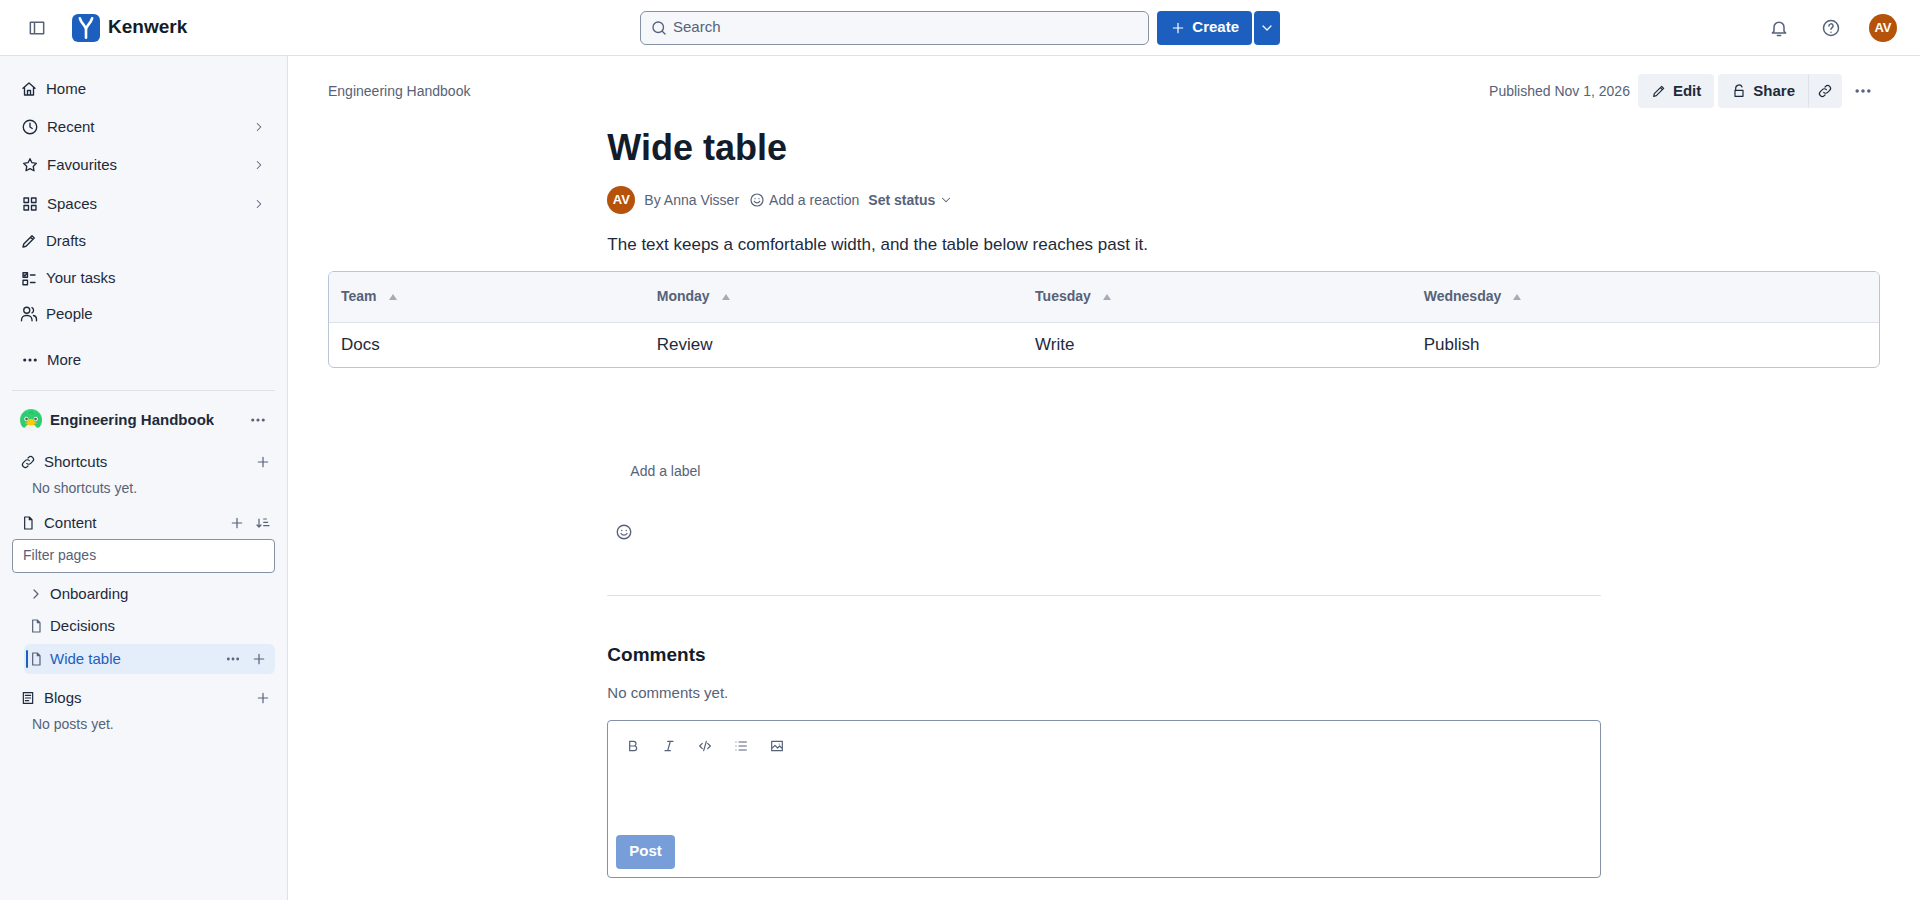 Kenwerk
Search
Create
AV
Home
Recent
Favourites
Spaces
Drafts
Your tasks
People
More
Engineering Handbook
Shortcuts
No shortcuts yet.
Content
Filter pages
Onboarding
Decisions
Wide table
Blogs
No posts yet.
Engineering Handbook
Published Nov 1, 2026
Edit
Share
Wide table
AV By Anna Visser Add a reaction Set status
The text keeps a comfortable width, and the table below reaches past it.
Team Monday Tuesday Wednesday
Docs Review Write Publish
Add a label
Comments
No comments yet.
Post